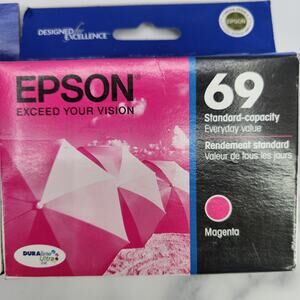 DESIGNED for
EXCELLENCE
EPSON
EPSON
EXCEED YOUR VISION
69
Standard-capacity
Everyday value
Rendement standard
Valeur de tous les jours
Magenta
DURABrite
Ultra